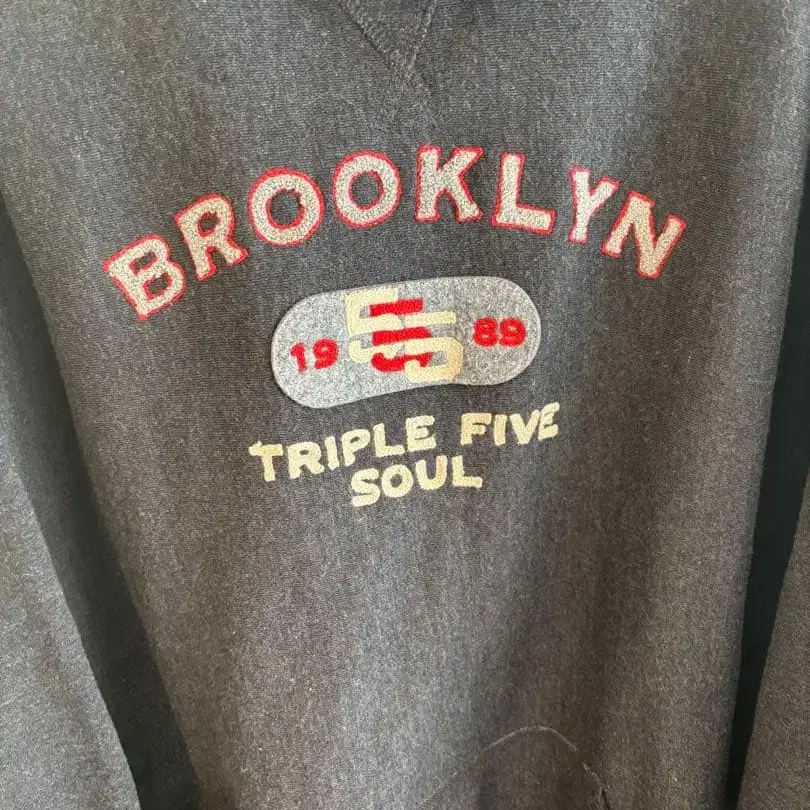 BROOKLYN
19 555 89
TRIPLE FIVE
SOUL